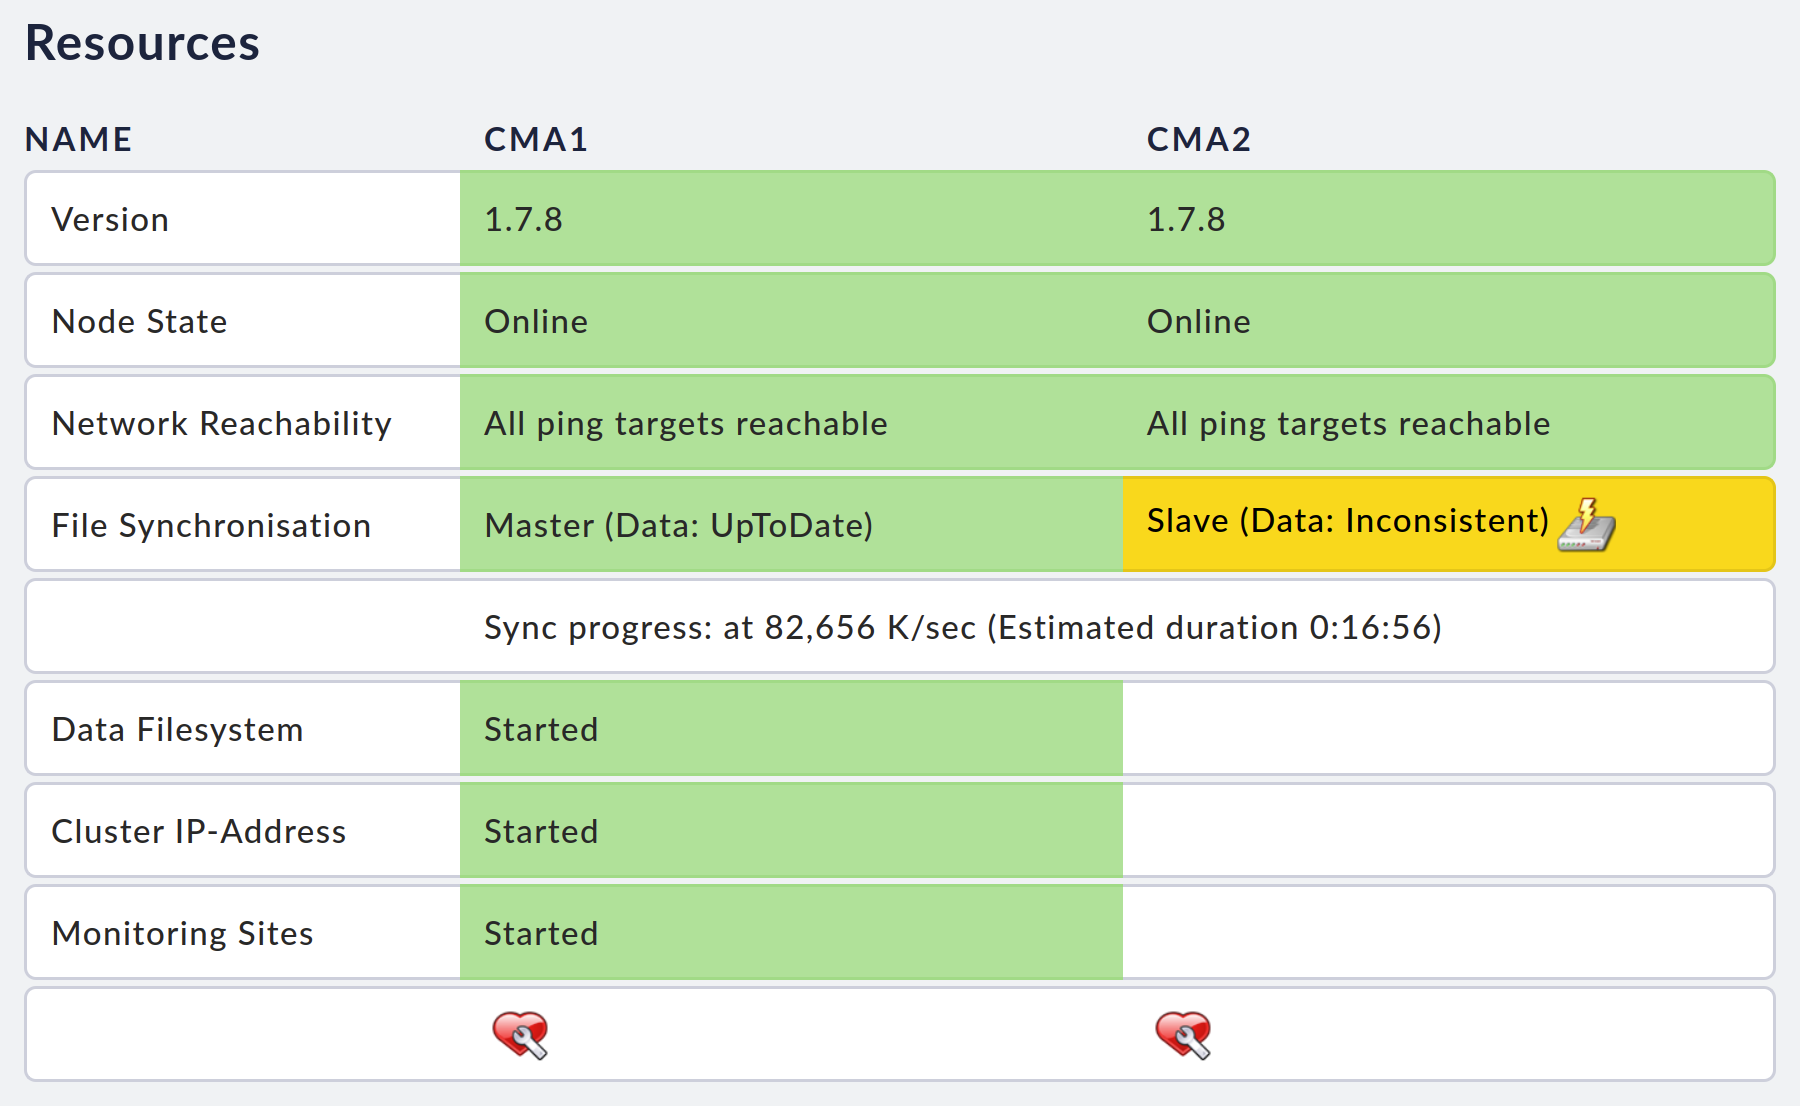 Resources
NAME CMA1 CMA2
Version 1.7.8 1.7.8
Node State Online Online
Network Reachability All ping targets reachable All ping targets reachable
File Synchronisation Master (Data: UpToDate) Slave (Data: Inconsistent)
Sync progress: at 82,656 K/sec (Estimated duration 0:16:56)
Data Filesystem Started
Cluster IP-Address Started
Monitoring Sites Started